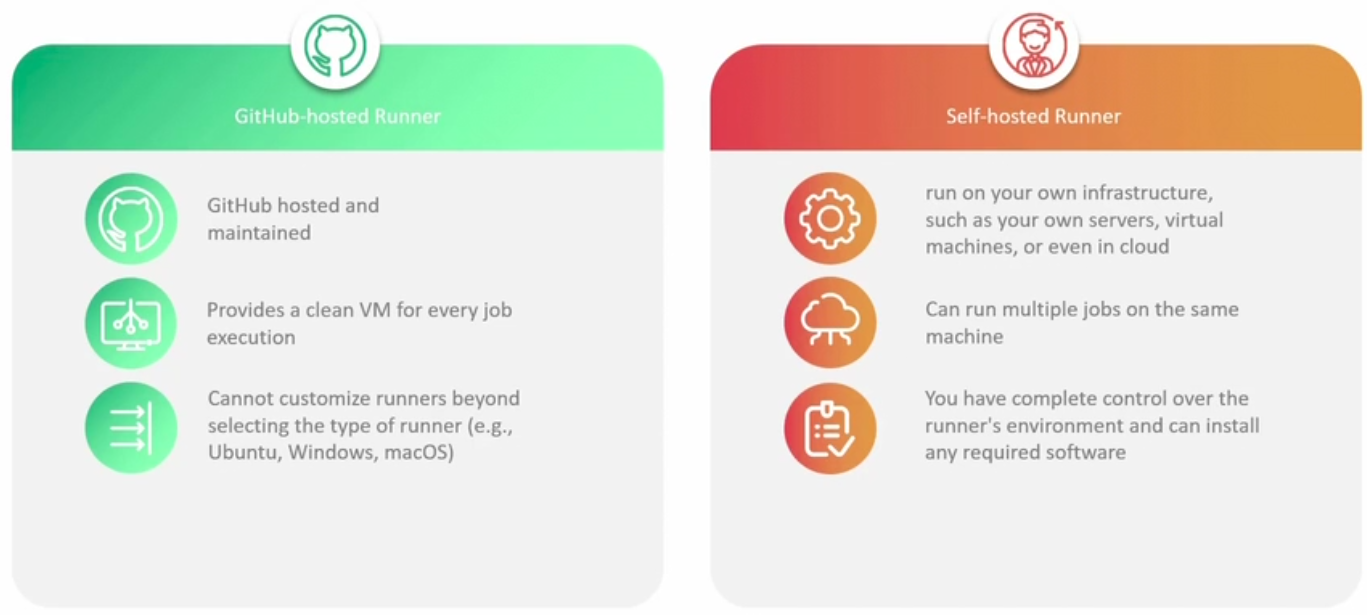 GitHub-hosted Runner
GitHub hosted and
maintained
Provides a clean VM for every job
execution
Cannot customize runners beyond
selecting the type of runner (e.g.,
Ubuntu, Windows, macOS)
Self-hosted Runner
run on your own infrastructure,
such as your own servers, virtual
machines, or even in cloud
Can run multiple jobs on the same
machine
You have complete control over the
runner's environment and can install
any required software